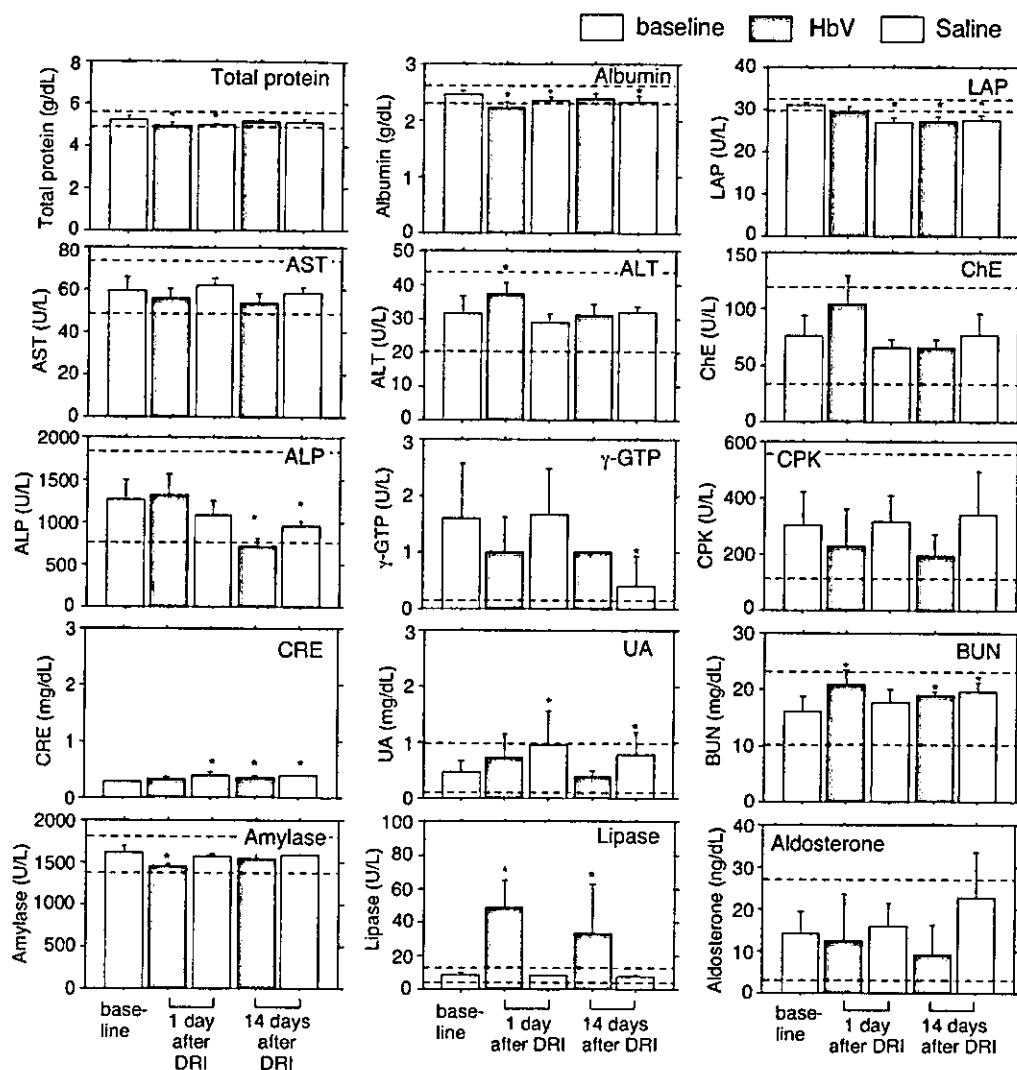 baseline HbV Saline
Total protein
Total protein (g/dL)
8
6
4
2
0
Albumin
Albumin (g/dL)
3
2
1
0
LAP
LAP (U/L)
40
30
20
10
0
AST
AST (U/L)
80
60
40
20
0
ALT
ALT (U/L)
50
40
30
20
10
0
ChE
ChE (U/L)
150
100
50
0
ALP
ALP (U/L)
2000
1500
1000
500
0
γ-GTP
γ-GTP (U/L)
3
2
1
0
CPK
CPK (U/L)
600
400
200
0
CRE
CRE (mg/dL)
3
2
1
0
UA
UA (mg/dL)
3
2
1
0
BUN
BUN (mg/dL)
30
20
10
0
Amylase
Amylase (U/L)
2000
1500
1000
500
0
Lipase
Lipase (U/L)
100
80
60
40
20
0
Aldosterone
Aldosterone (ng/dL)
40
30
20
10
0
base-
line
1 day
after
DRI
14 days
after
DRI
base-
line
1 day
after DRI
14 days
after DRI
base-
line
1 day
after DRI
14 days
after DRI